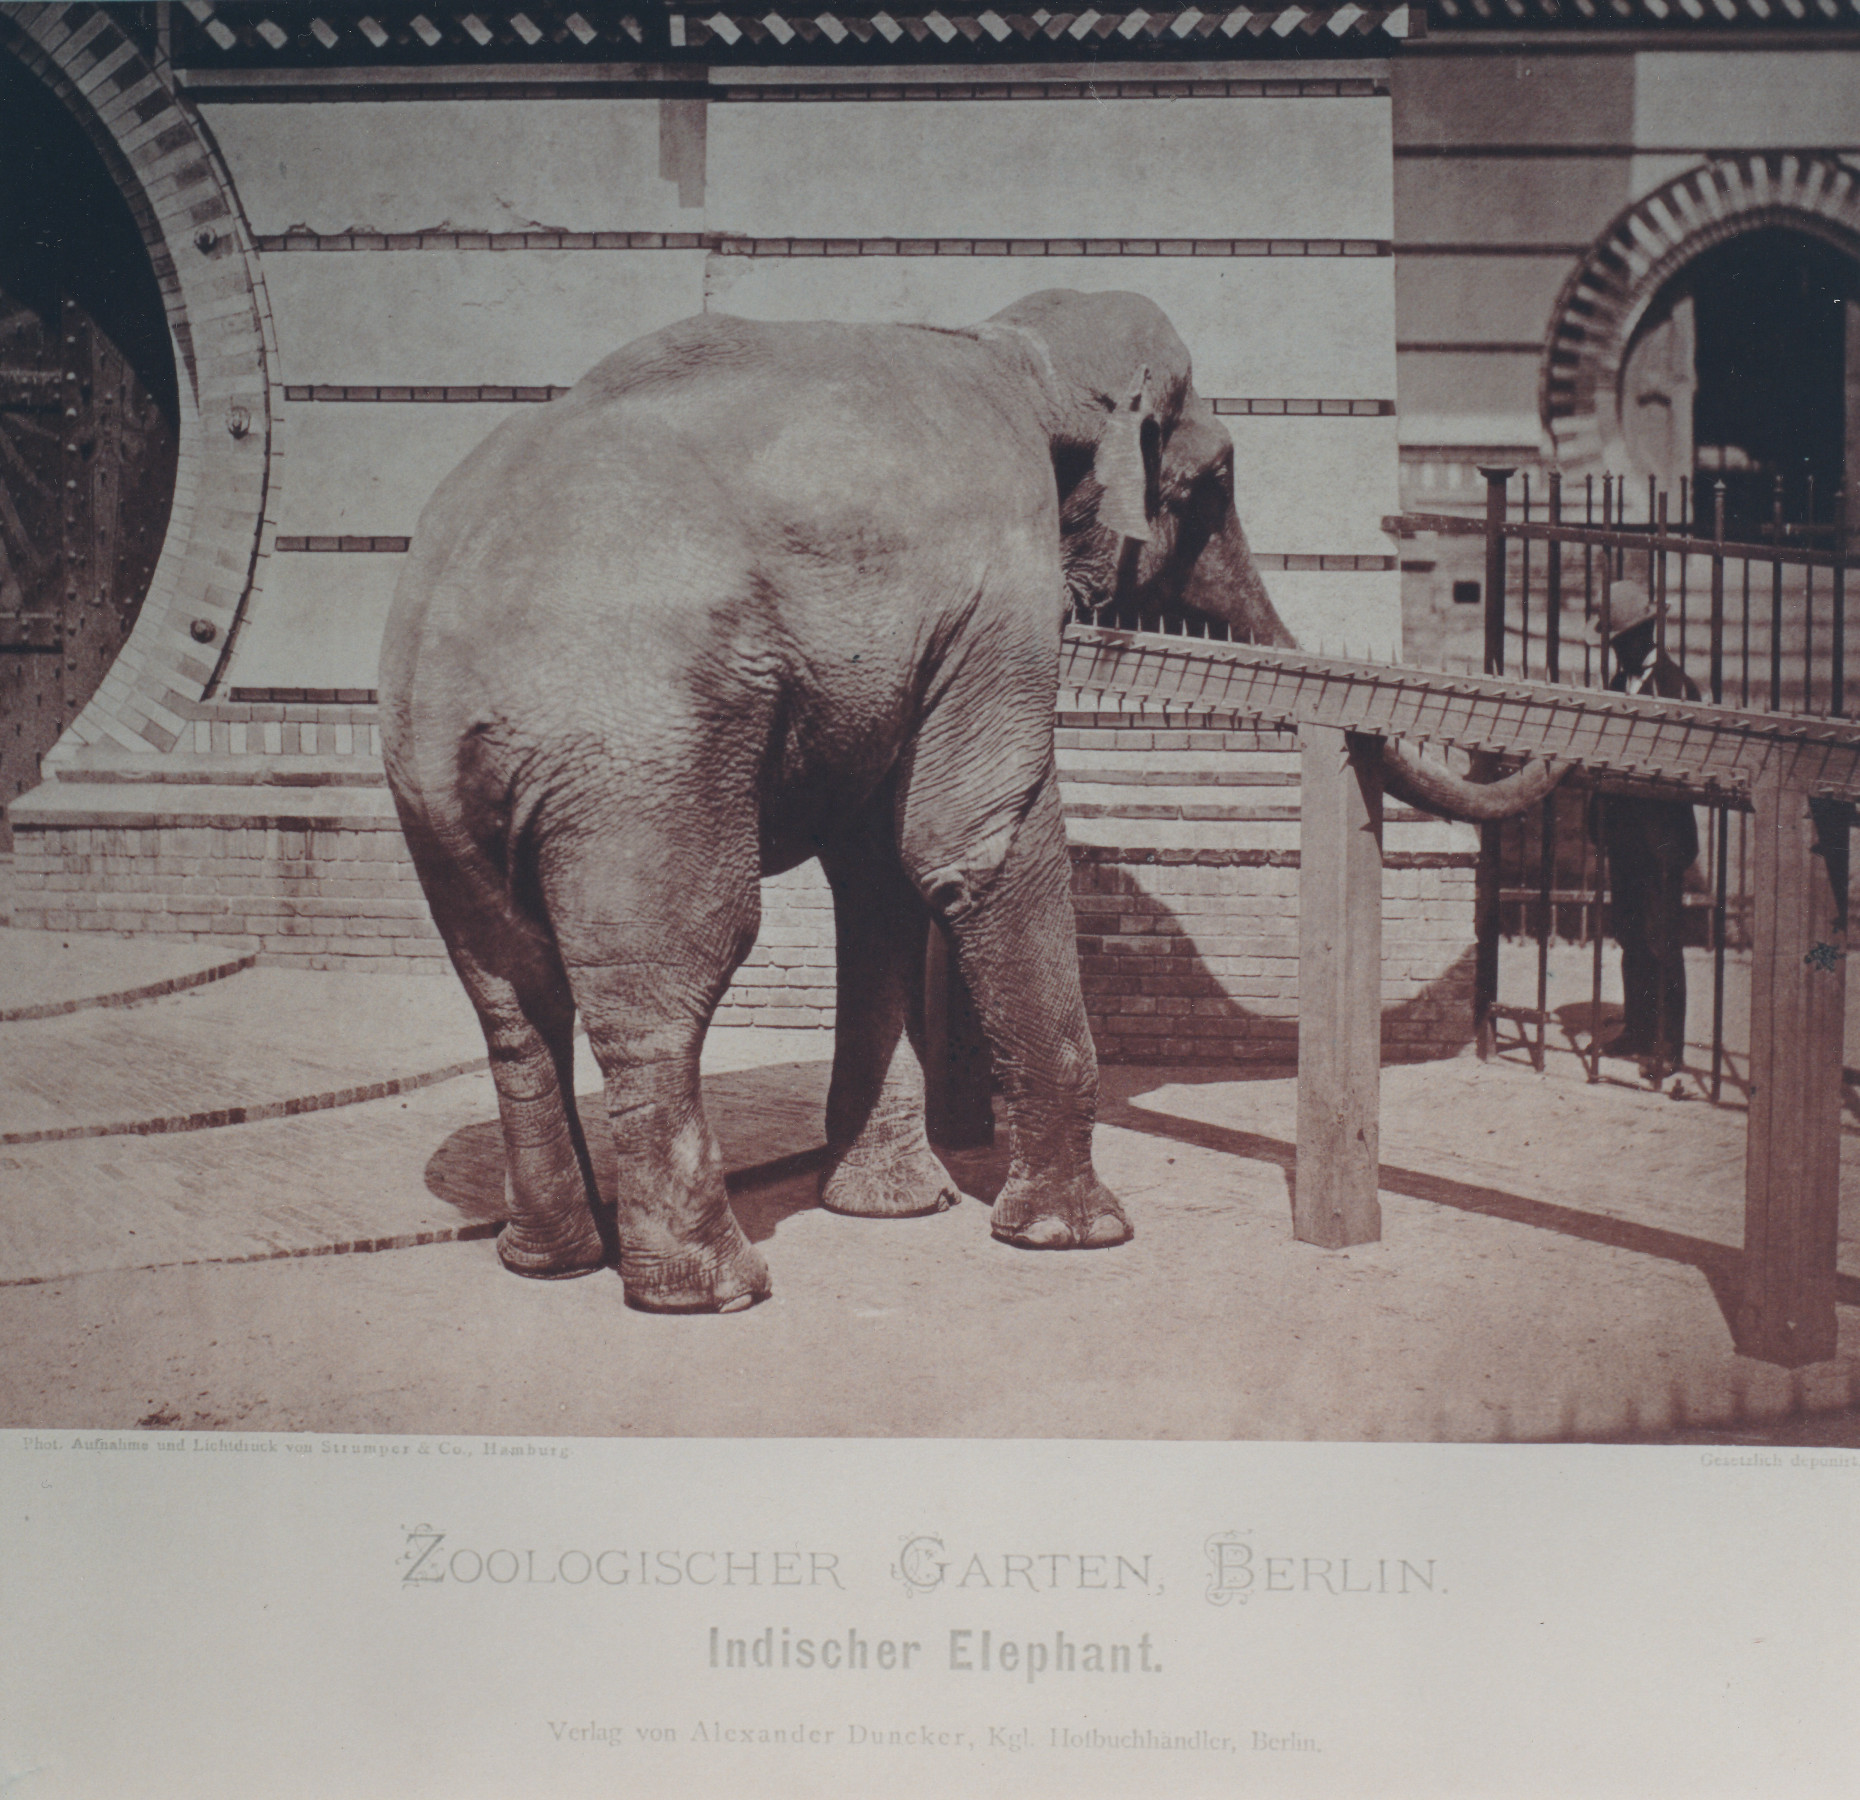 Phot. Aufnahme und Lichtdruck von Strumper & Co., Hamburg.
Gesetzlich deponirt.
Zoologischer Garten, Berlin.
Indischer Elephant.
Verlag von Alexander Duncker, Kgl. Hofbuchhändler, Berlin.